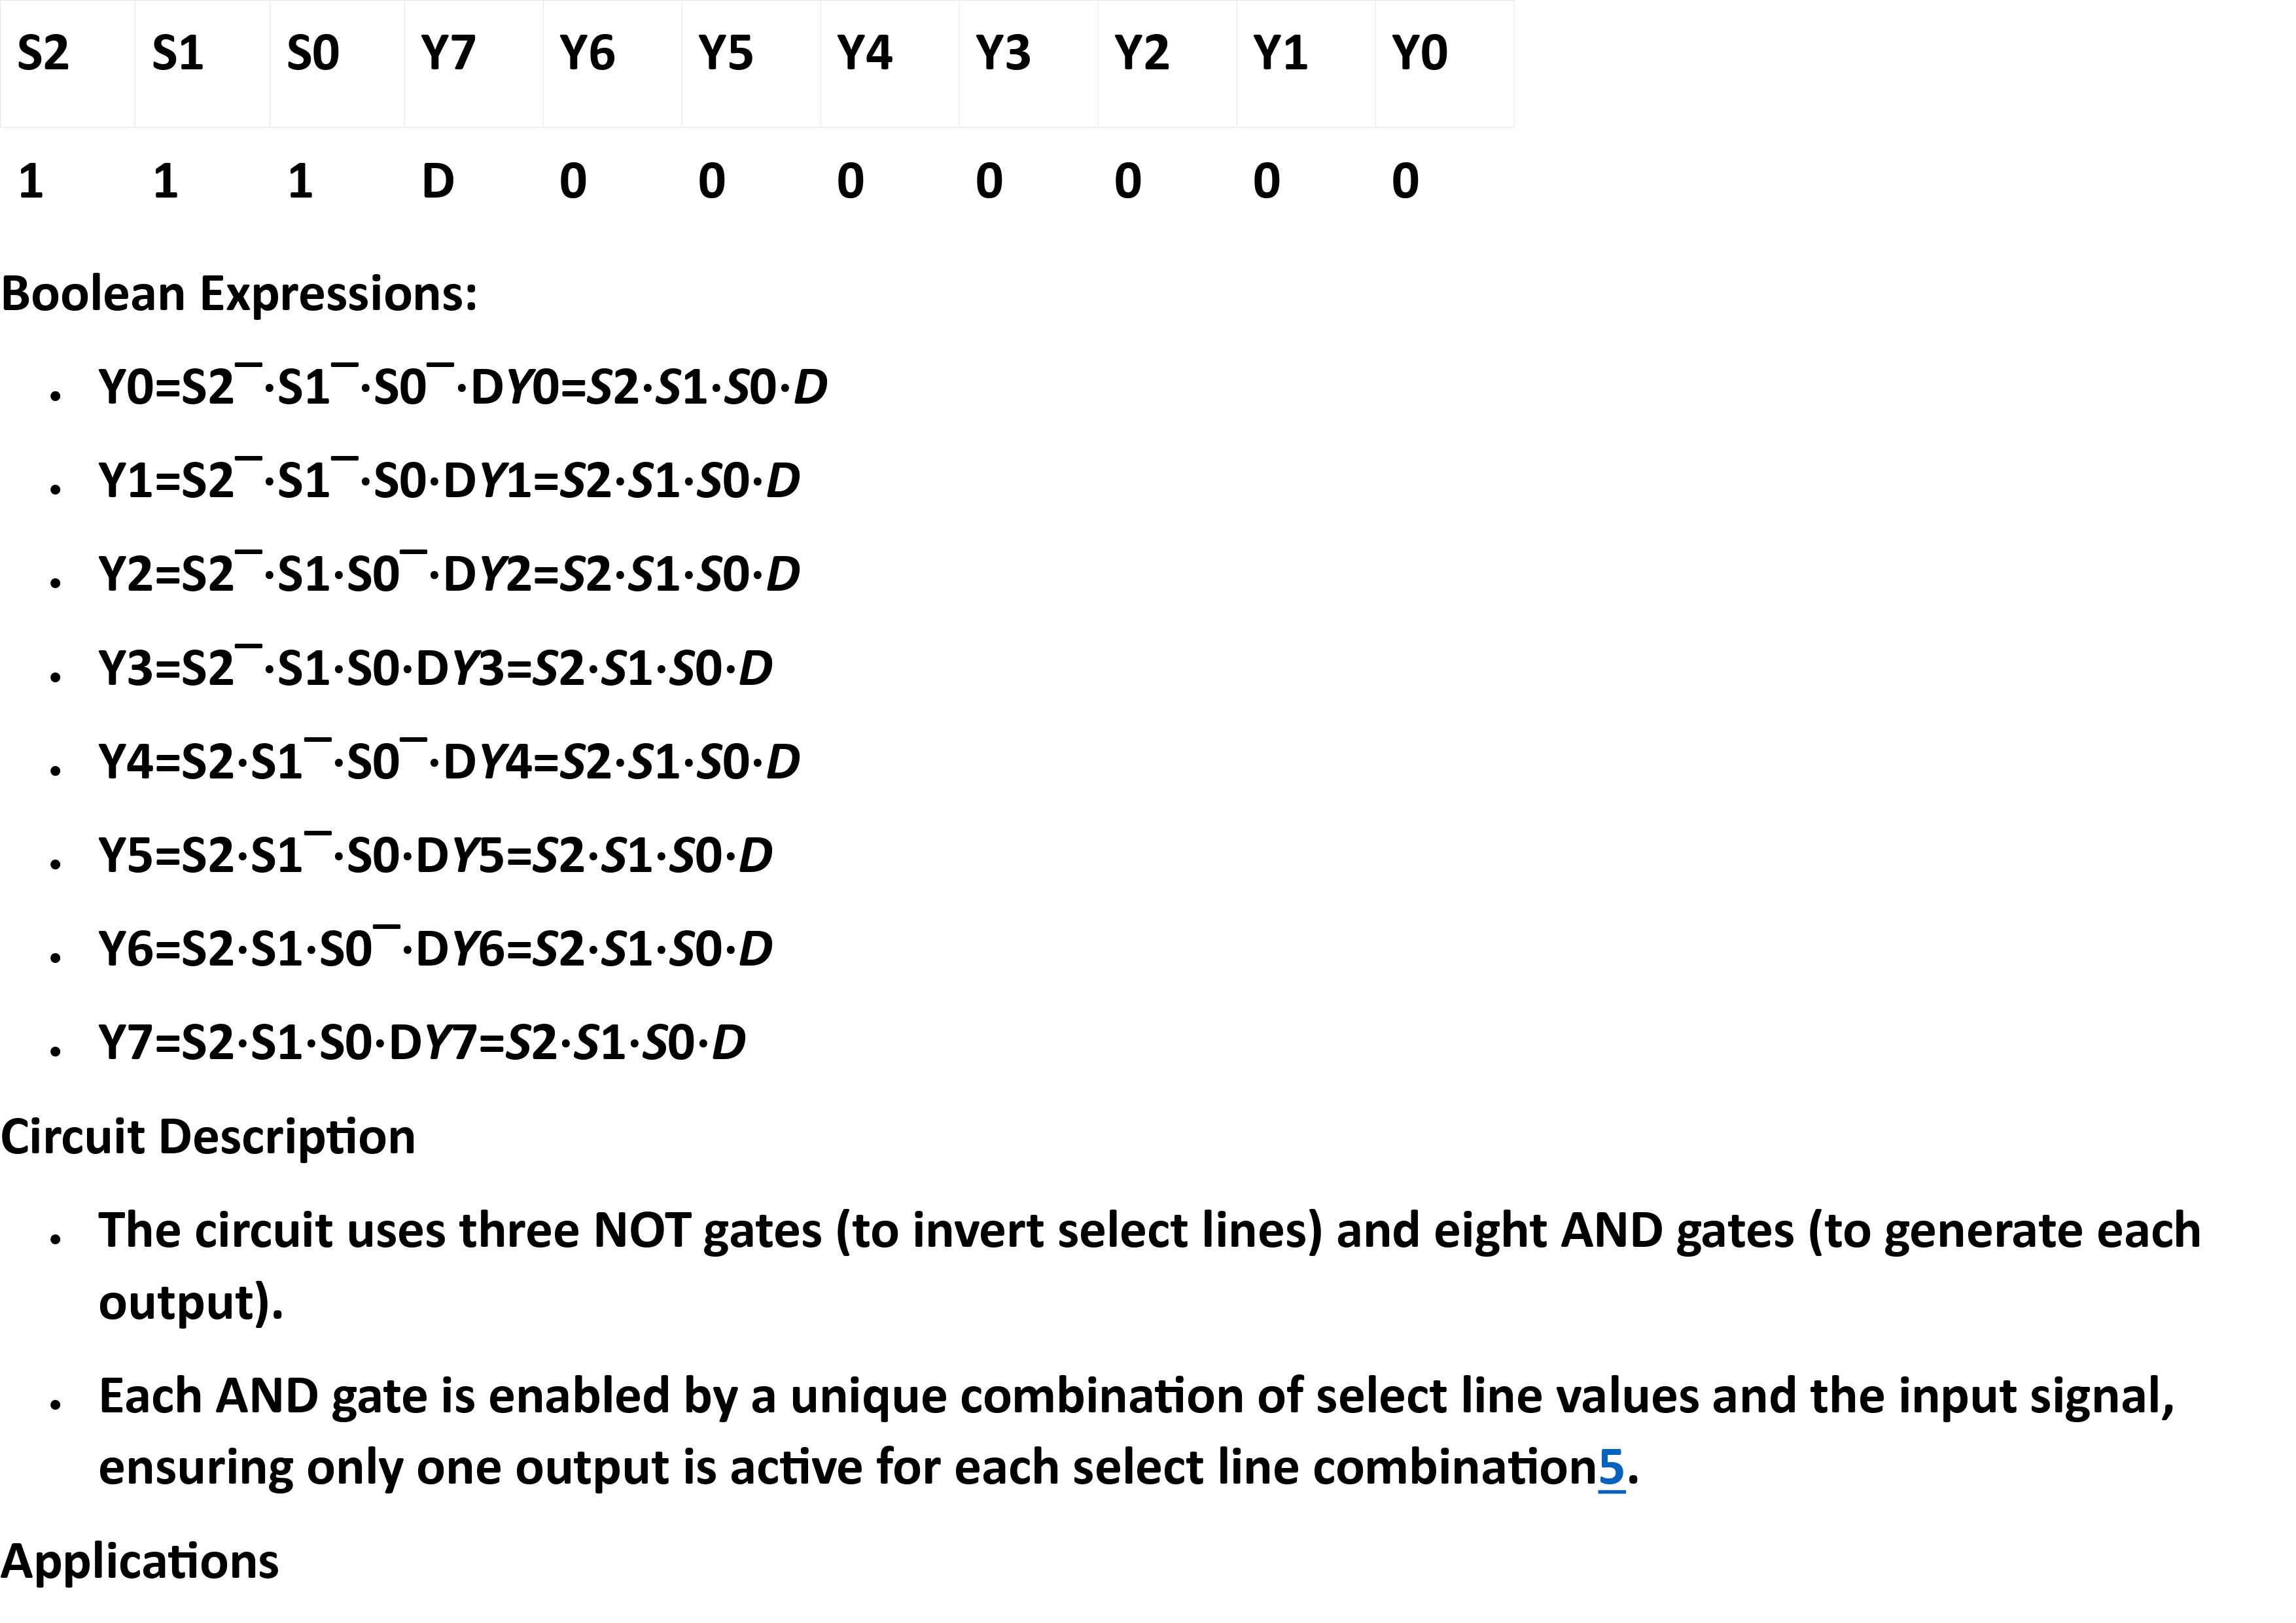 S2 S1 S0 Y7 Y6 Y5 Y4 Y3 Y2 Y1 Y0
1 1 1 D 0 0 0 0 0 0 0
Boolean Expressions:
• Y0=S2‾⋅S1‾⋅S0‾⋅DY0=S2⋅S1⋅S0⋅D
• Y1=S2‾⋅S1‾⋅S0⋅DY1=S2⋅S1⋅S0⋅D
• Y2=S2‾⋅S1⋅S0‾⋅DY2=S2⋅S1⋅S0⋅D
• Y3=S2‾⋅S1⋅S0⋅DY3=S2⋅S1⋅S0⋅D
• Y4=S2⋅S1‾⋅S0‾⋅DY4=S2⋅S1⋅S0⋅D
• Y5=S2⋅S1‾⋅S0⋅DY5=S2⋅S1⋅S0⋅D
• Y6=S2⋅S1⋅S0‾⋅DY6=S2⋅S1⋅S0⋅D
• Y7=S2⋅S1⋅S0⋅DY7=S2⋅S1⋅S0⋅D
Circuit Description
• The circuit uses three NOT gates (to invert select lines) and eight AND gates (to generate each
output).
• Each AND gate is enabled by a unique combination of select line values and the input signal,
ensuring only one output is active for each select line combination5.
Applications